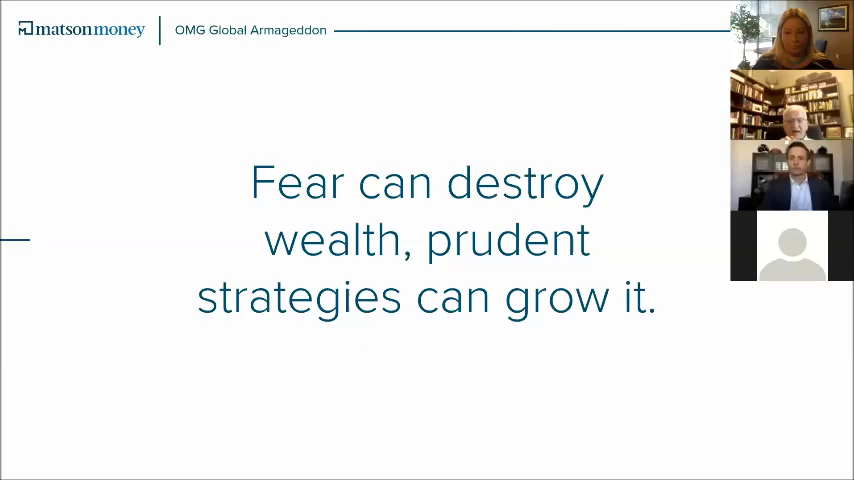 matsonmoney
OMG Global Armageddon
Fear can destroy
wealth, prudent
strategies can grow it.